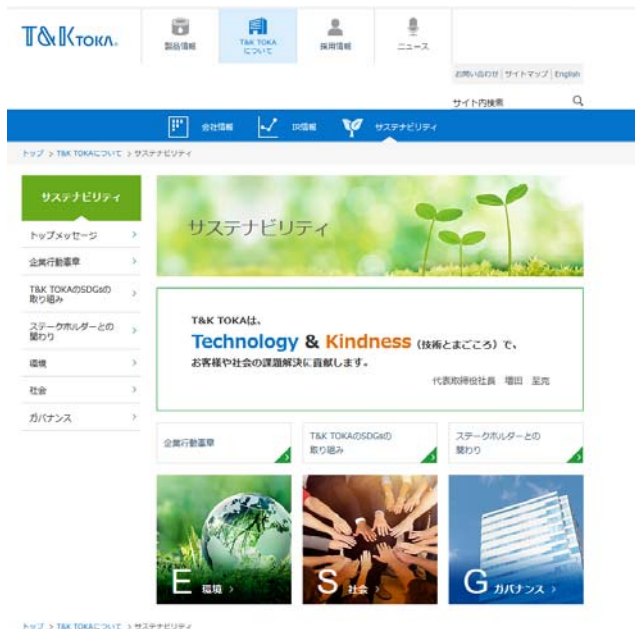 T&K TOKA.
製品情報
T&K TOKA
について
採用情報
ニュース
お問い合わせ | サイトマップ | English
サイト内検索
会社情報
IR情報
サステナビリティ
トップ > T&K TOKAについて > サステナビリティ
サステナビリティ
トップメッセージ
企業行動憲章
T&K TOKAのSDGsの
取り組み
ステークホルダーとの
関わり
環境
社会
ガバナンス
サステナビリティ
T&K TOKAは、
Technology & Kindness (技術とまごころ) で、
お客様や社会の課題解決に貢献します。
代表取締役社長 増田 至克
企業行動憲章
T&K TOKAのSDGsの
取り組み
ステークホルダーとの
関わり
E 環境 >
S 社会 >
G ガバナンス >
トップ > T&K TOKAについて > サステナビリティ